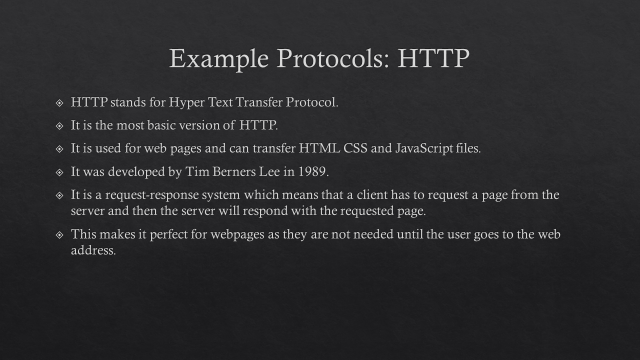 Example Protocols: HTTP
HTTP stands for Hyper Text Transfer Protocol.
It is the most basic version of HTTP.
It is used for web pages and can transfer HTML CSS and JavaScript files.
It was developed by Tim Berners Lee in 1989.
It is a request-response system which means that a client has to request a page from the
server and then the server will respond with the requested page.
This makes it perfect for webpages as they are not needed until the user goes to the web
address.